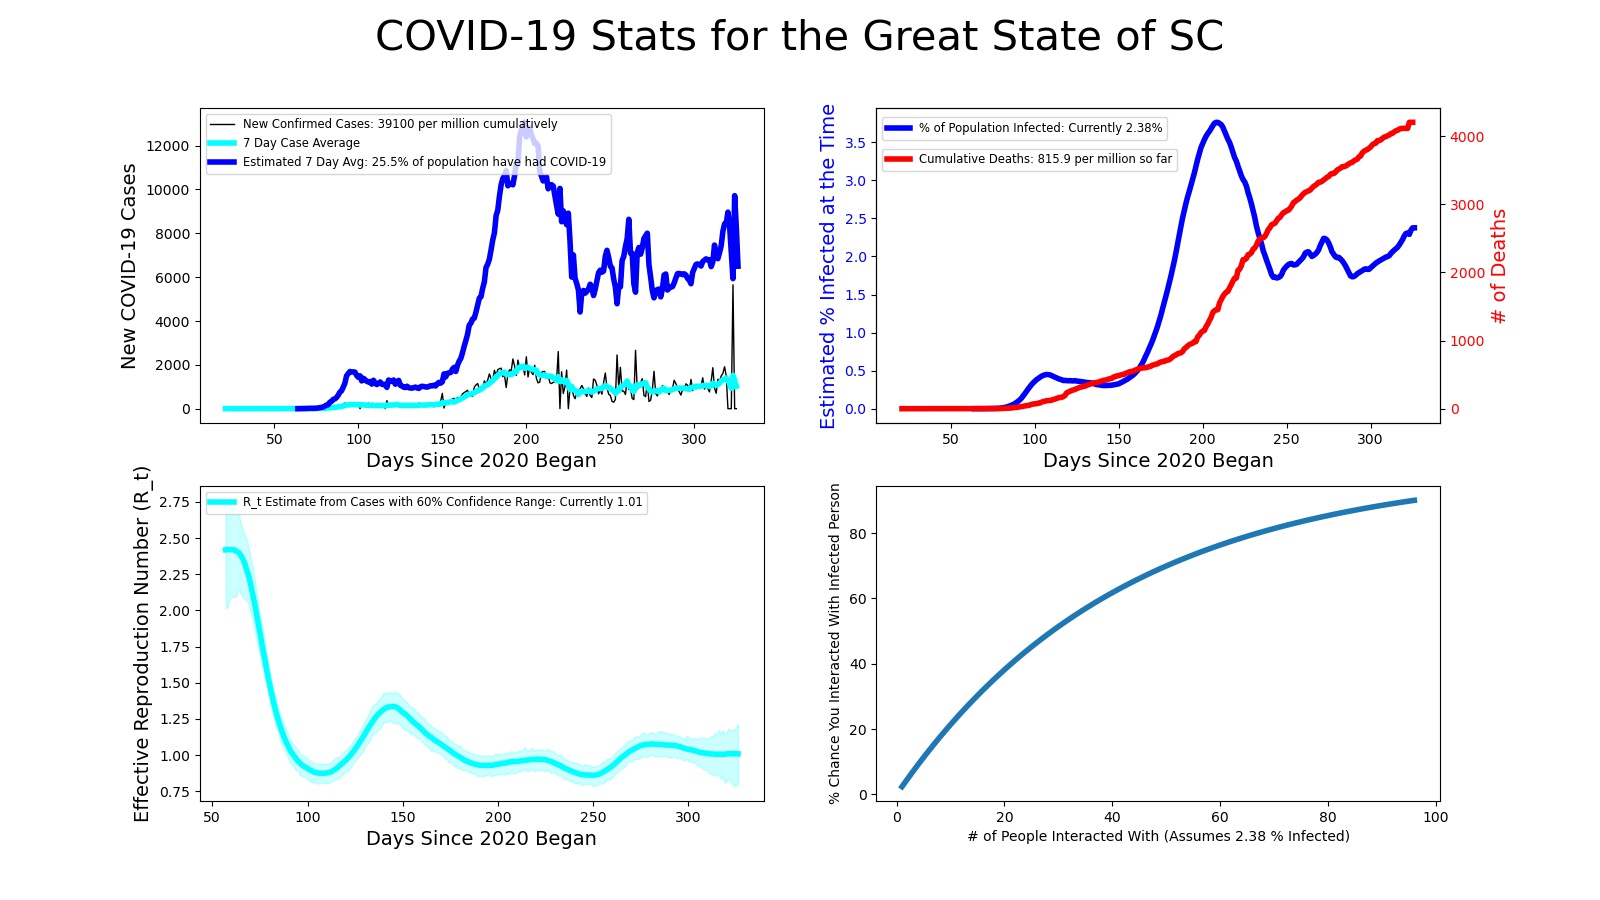 COVID-19 Stats for the Great State of SC
New COVID-19 Cases
12000
10000
8000
6000
4000
2000
0
New Confirmed Cases: 39100 per million cumulatively
7 Day Case Average
Estimated 7 Day Avg: 25.5% of population have had COVID-19
50 100 150 200 250 300
Days Since 2020 Began
Estimated % Infected at the Time
3.5
3.0
2.5
2.0
1.5
1.0
0.5
0.0
% of Population Infected: Currently 2.38%
Cumulative Deaths: 815.9 per million so far
4000
3000
2000
1000
0
# of Deaths
50 100 150 200 250 300
Days Since 2020 Began
Effective Reproduction Number (R_t)
2.75
2.50
2.25
2.00
1.75
1.50
1.25
1.00
0.75
R_t Estimate from Cases with 60% Confidence Range: Currently 1.01
50 100 150 200 250 300
Days Since 2020 Began
% Chance You Interacted With Infected Person
80
60
40
20
0
0 20 40 60 80 100
# of People Interacted With (Assumes 2.38 % Infected)